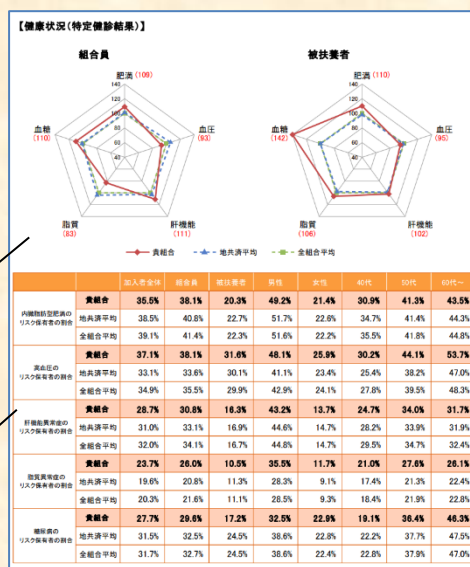 【健康状況(特定健診結果)】
組合員
肥満 (109)
140
120
100
80
60
40
血圧
(93)
肝機能
(111)
脂質
(83)
血糖
(110)
被扶養者
肥満 (110)
140
120
100
80
60
40
血圧
(95)
肝機能
(102)
脂質
(106)
血糖
(142)
貴組合 地共済平均 全組合平均
加入者全体 組合員 被扶養者 男性 女性 40代 50代 60代~
内臓脂肪型肥満の
リスク保有者の割合
貴組合 35.5% 38.1% 20.3% 49.2% 21.4% 30.9% 41.3% 43.5%
地共済平均 38.5% 40.8% 22.7% 51.7% 22.6% 34.7% 41.4% 44.3%
全組合平均 39.1% 41.4% 22.3% 51.6% 22.2% 35.5% 41.8% 44.8%
高血圧の
リスク保有者の割合
貴組合 37.1% 38.1% 31.6% 48.1% 25.9% 30.2% 44.1% 53.7%
地共済平均 33.1% 33.6% 30.1% 41.1% 23.4% 25.4% 38.2% 47.0%
全組合平均 34.9% 35.5% 29.9% 42.9% 24.1% 27.8% 39.5% 48.3%
肝機能異常症の
リスク保有者の割合
貴組合 28.7% 30.8% 16.3% 43.2% 13.7% 24.7% 34.0% 31.7%
地共済平均 31.0% 33.1% 16.9% 44.6% 14.7% 28.2% 33.9% 31.9%
全組合平均 32.0% 34.1% 16.7% 44.8% 14.7% 29.5% 34.7% 32.4%
脂質異常症の
リスク保有者の割合
貴組合 23.7% 26.0% 10.5% 35.5% 11.7% 21.0% 27.6% 26.1%
地共済平均 19.6% 20.8% 11.3% 28.3% 9.1% 17.4% 21.3% 22.4%
全組合平均 20.3% 21.6% 11.1% 28.5% 9.3% 18.4% 21.9% 22.8%
糖尿病の
リスク保有者の割合
貴組合 27.7% 29.6% 17.2% 32.5% 22.9% 19.1% 36.4% 46.3%
地共済平均 31.5% 32.5% 24.5% 38.6% 22.8% 22.2% 37.7% 47.5%
全組合平均 31.7% 32.7% 24.5% 38.6% 22.4% 22.8% 37.9% 47.0%